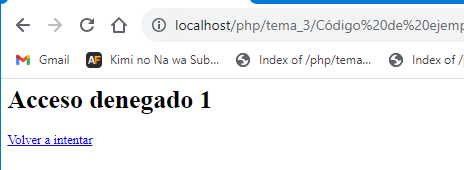 localhost/php/tema_3/Código%20de%20ejemp
Gmail AF Kimi no Na wa Sub... Index of /php/tema... Index of /
Acceso denegado 1
Volver a intentar